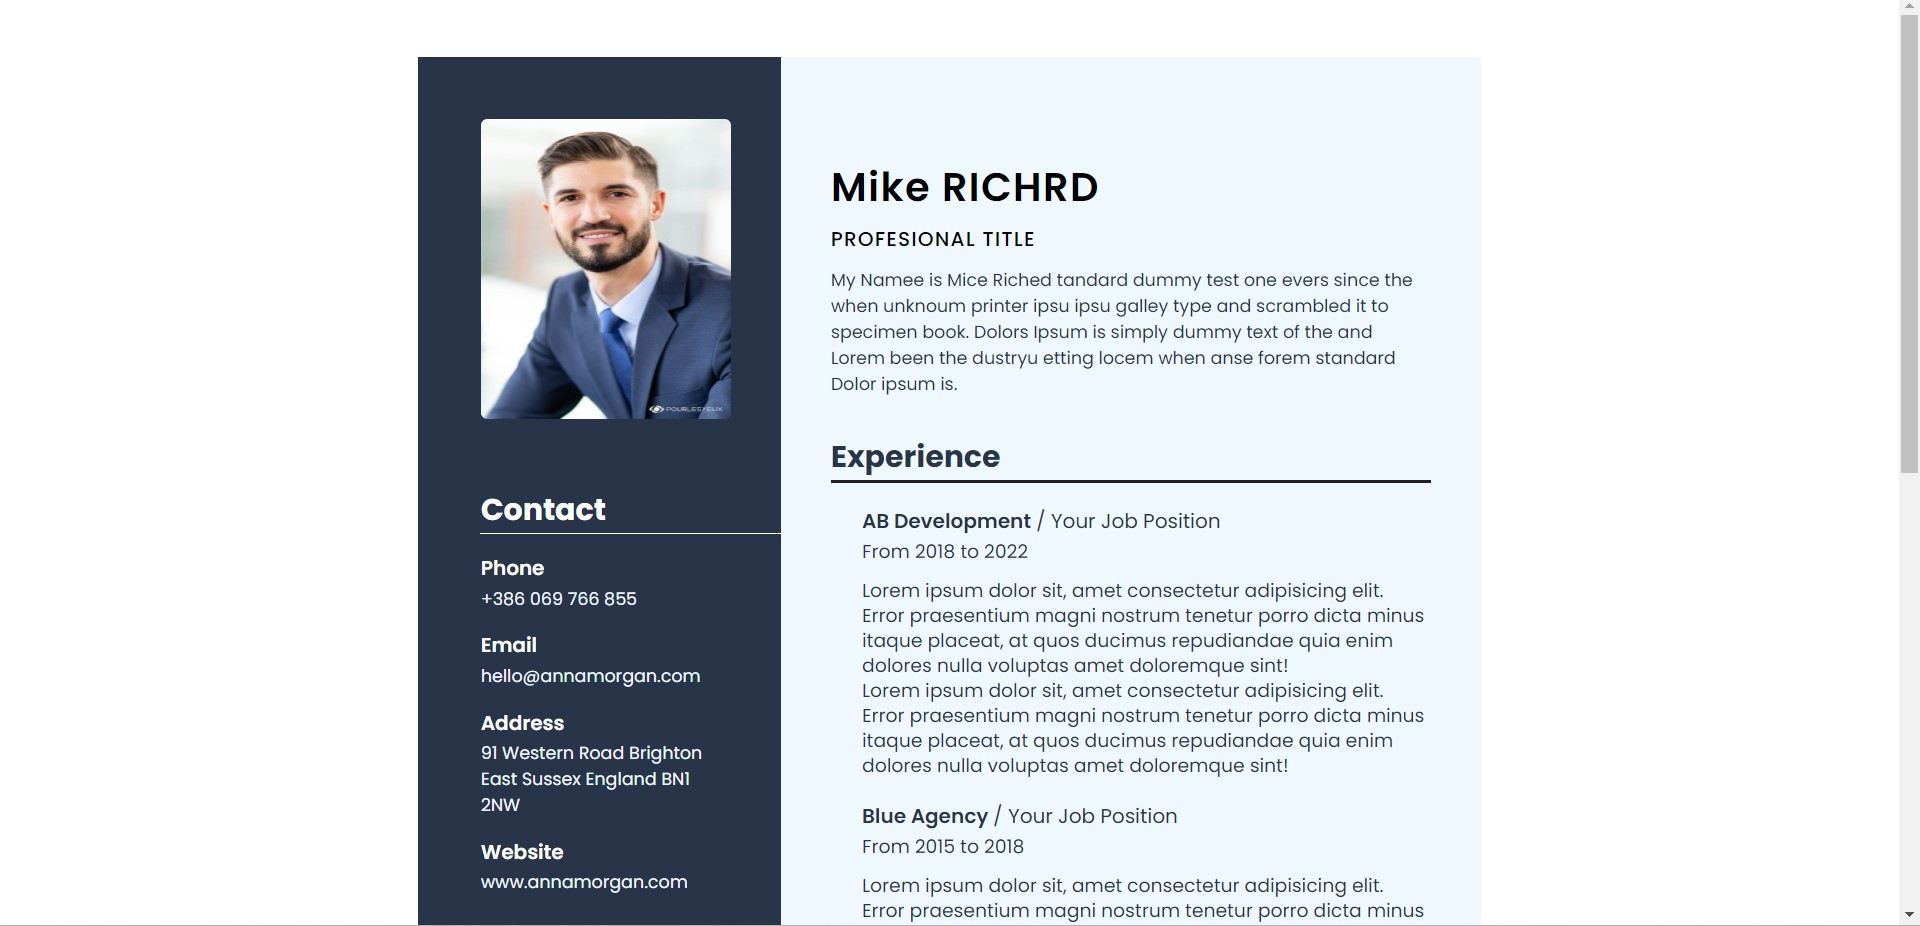 POURLESYEUX
Contact
Phone
+386 069 766 855
Email
hello@annamorgan.com
Address
91 Western Road Brighton
East Sussex England BN1
2NW
Website
www.annamorgan.com
Mike RICHRD
PROFESIONAL TITLE
My Namee is Mice Riched tandard dummy test one evers since the
when unknoum printer ipsu ipsu galley type and scrambled it to
specimen book. Dolors Ipsum is simply dummy text of the and
Lorem been the dustryu etting locem when anse forem standard
Dolor ipsum is.
Experience
AB Development / Your Job Position
From 2018 to 2022
Lorem ipsum dolor sit, amet consectetur adipisicing elit.
Error praesentium magni nostrum tenetur porro dicta minus
itaque placeat, at quos ducimus repudiandae quia enim
dolores nulla voluptas amet doloremque sint!
Lorem ipsum dolor sit, amet consectetur adipisicing elit.
Error praesentium magni nostrum tenetur porro dicta minus
itaque placeat, at quos ducimus repudiandae quia enim
dolores nulla voluptas amet doloremque sint!
Blue Agency / Your Job Position
From 2015 to 2018
Lorem ipsum dolor sit, amet consectetur adipisicing elit.
Error praesentium magni nostrum tenetur porro dicta minus